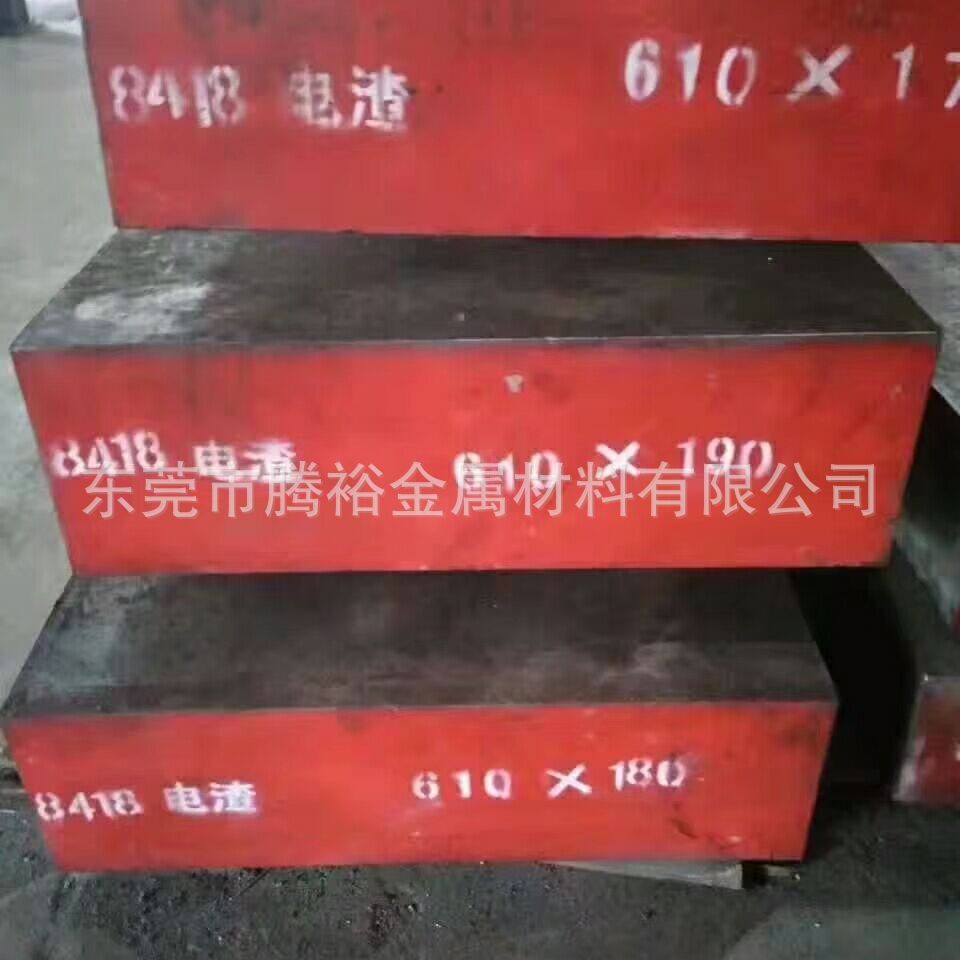 8418 电渣 610 × 17
8418 电渣 610 × 190
东莞市腾裕金属材料有限公司
8418 电渣 610 × 180